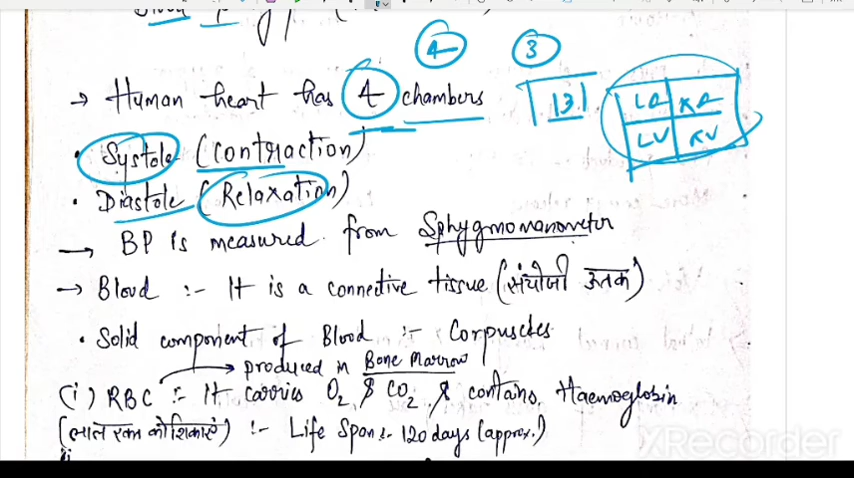 4 3
→ Human heart has 4 chambers 13
LA RA
LV RV
• Systole (contraction)
• Diastole (Relaxation)
→ BP is measured from Sphygmomanometer
→ Blood :- It is a connective tissue (संयोजी ऊतक)
• Solid component of Blood :- Corpuscles
→ produced in Bone Marrow
(i) RBC :- It carries O2 & CO2 & contains Haemoglobin
(लाल रक्त कोशिकाएं) :- Life Span :- 120 days (approx.)
XRecorder